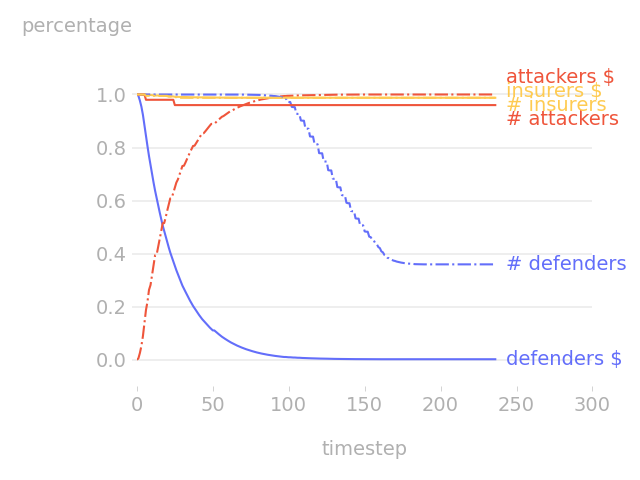 percentage
attackers $
insurers $
# insurers
# attackers
1.0
0.8
0.6
0.4
0.2
0.0
# defenders
defenders $
0 50 100 150 200 250 300
timestep